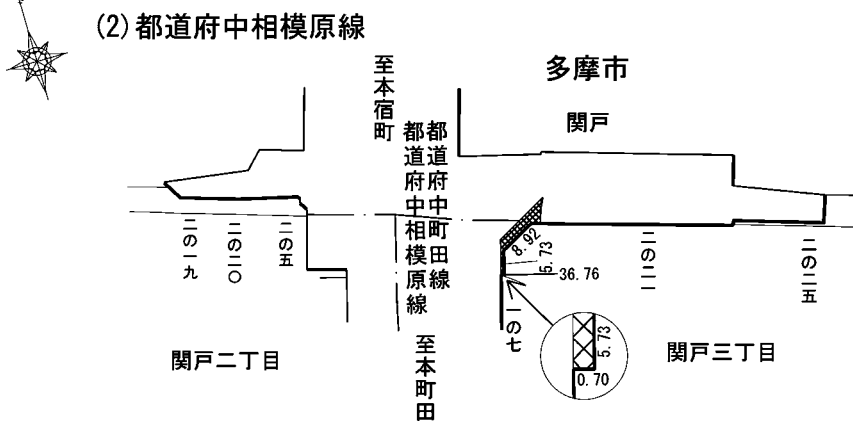 (2)都道府中相模原線
多摩市
関戸
至本宿町
都道府中町田線
都道府中相模原線
二の一九
二の二〇
二の五
8.92
5.73
36.76
一の七
二の二一
二の二五
5.73
0.70
関戸二丁目
関戸三丁目
至本町田